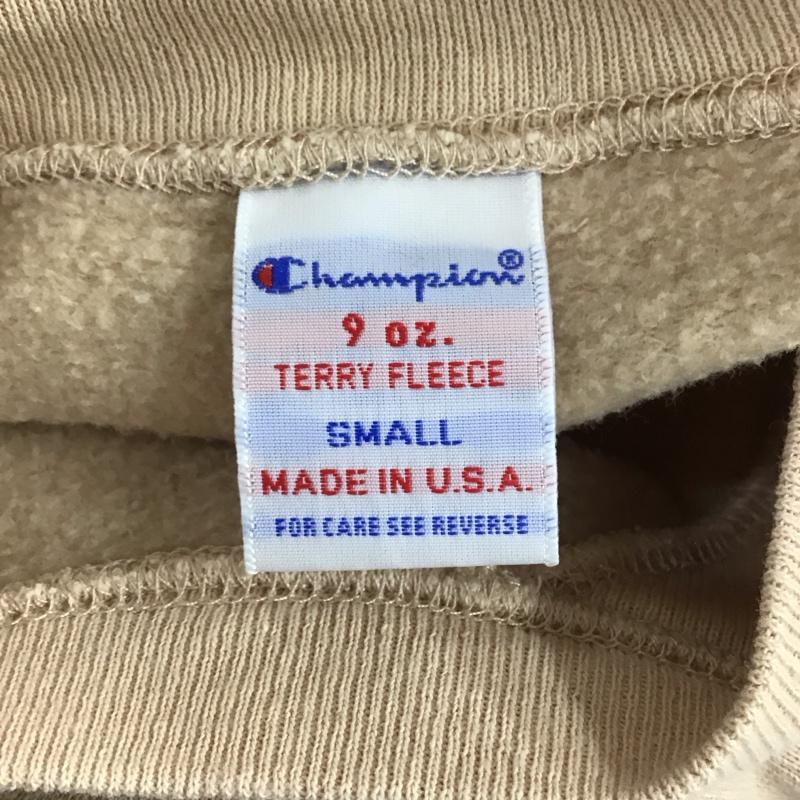 Champion®
9 oz.
TERRY FLEECE
SMALL
MADE IN U.S.A.
FOR CARE SEE REVERSE